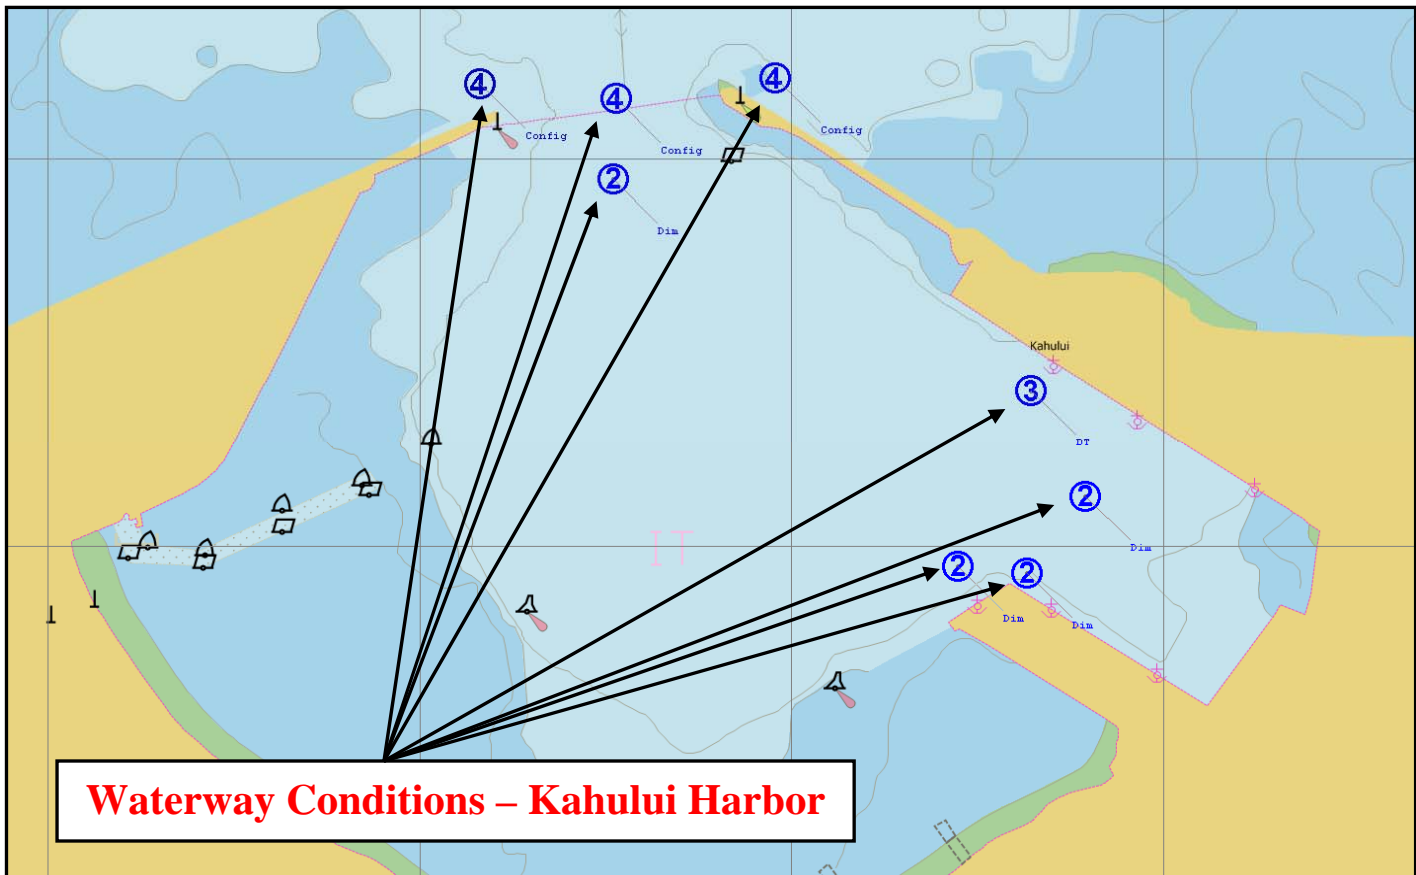 ④
④
④
Config
Config
Config
②
Dim
Kahului
③
DT
②
Dim
IT
②
②
Dim
Dim
Waterway Conditions – Kahului Harbor